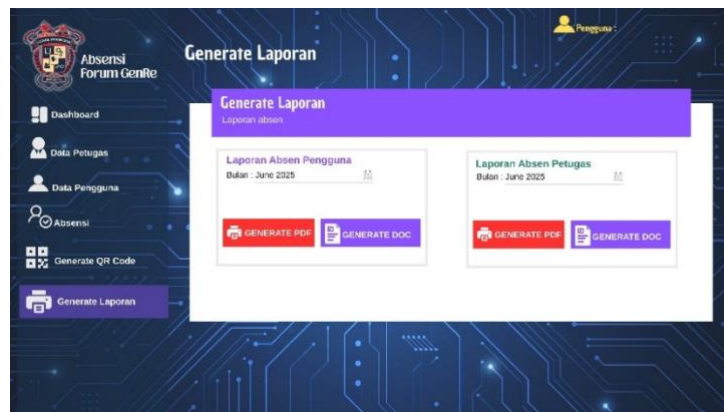 Pengguna :
Absensi
Forum GenRe
Generate Laporan
Dashboard
Data Petugas
Data Pengguna
Absensi
Generate QR Code
Generate Laporan
Generate Laporan
Laporan absen
Laporan Absen Pengguna
Bulan : June 2025
GENERATE PDF
GENERATE DOC
Laporan Absen Petugas
Bulan : June 2025
GENERATE PDF
GENERATE DOC